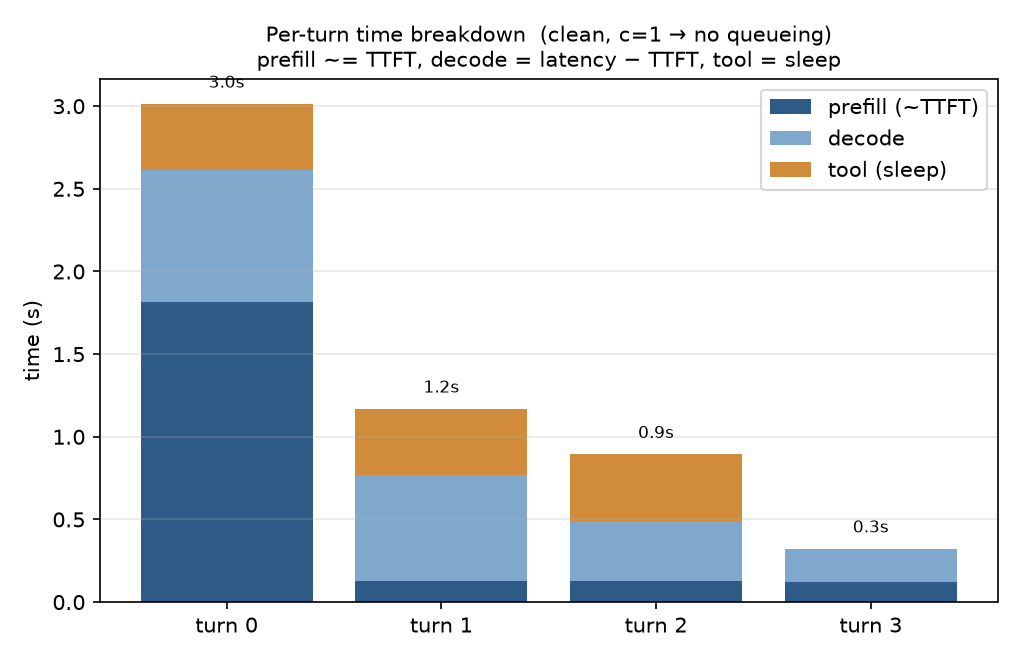 Per-turn time breakdown  (clean, c=1 → no queueing)
prefill ~= TTFT, decode = latency − TTFT, tool = sleep
3.0s
1.2s
0.9s
0.3s
prefill (~TTFT)
decode
tool (sleep)
time (s)
3.0
2.5
2.0
1.5
1.0
0.5
0.0
turn 0
turn 1
turn 2
turn 3